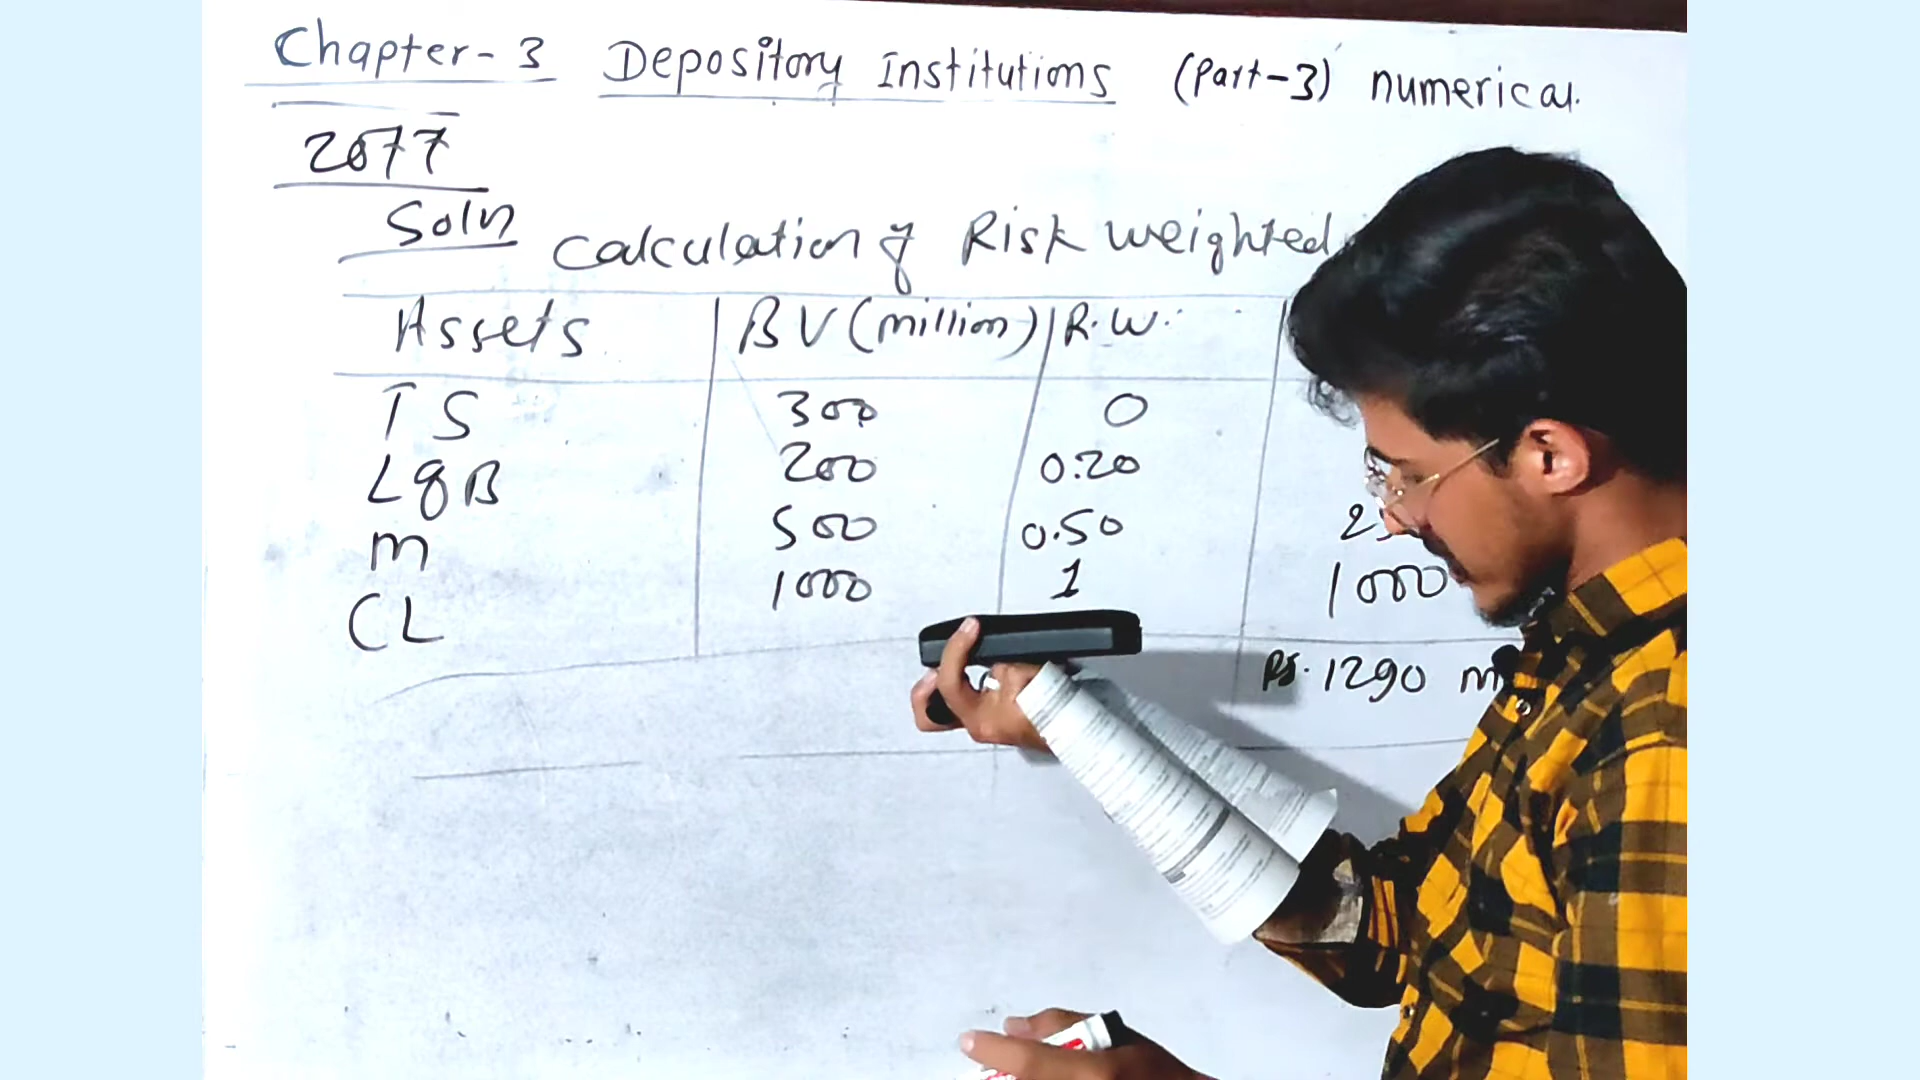 Chapter-3 Depository Institutions (Part-3) numerical.
2077
Soln
Calculation of Risk weighted
Assets BV (million) R.W.
TS 300 0
LGB 200 0.20
m 500 0.50
CL 1000 1 1000
Rs. 1290 m